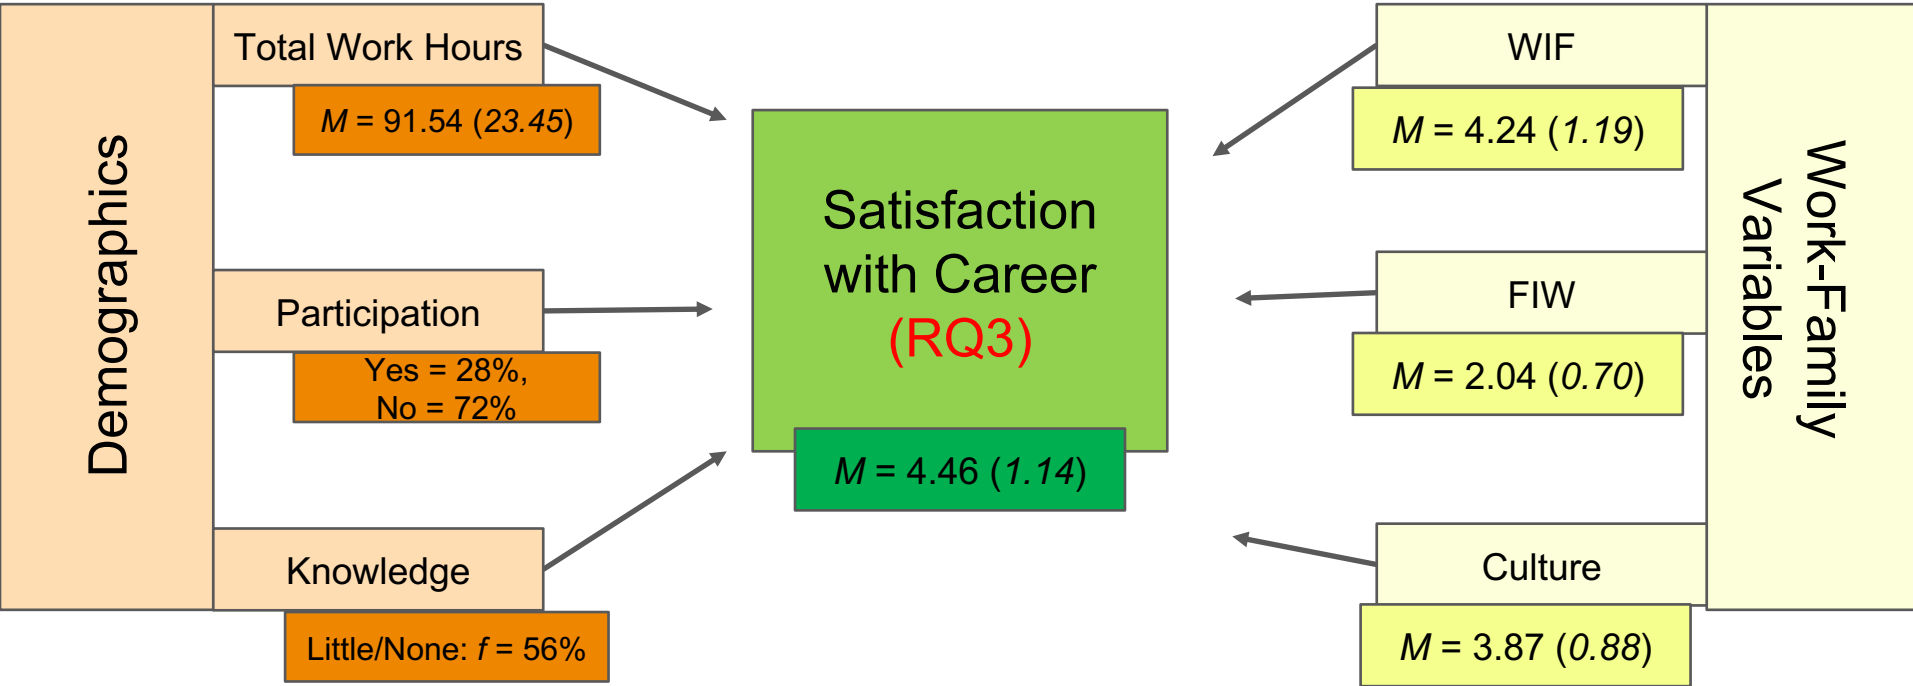 Demographics
Total Work Hours
M = 91.54 (23.45)
Participation
Yes = 28%,
No = 72%
Knowledge
Little/None: f = 56%
Satisfaction
with Career
(RQ3)
M = 4.46 (1.14)
WIF
M = 4.24 (1.19)
FIW
M = 2.04 (0.70)
Culture
M = 3.87 (0.88)
Work-Family
Variables